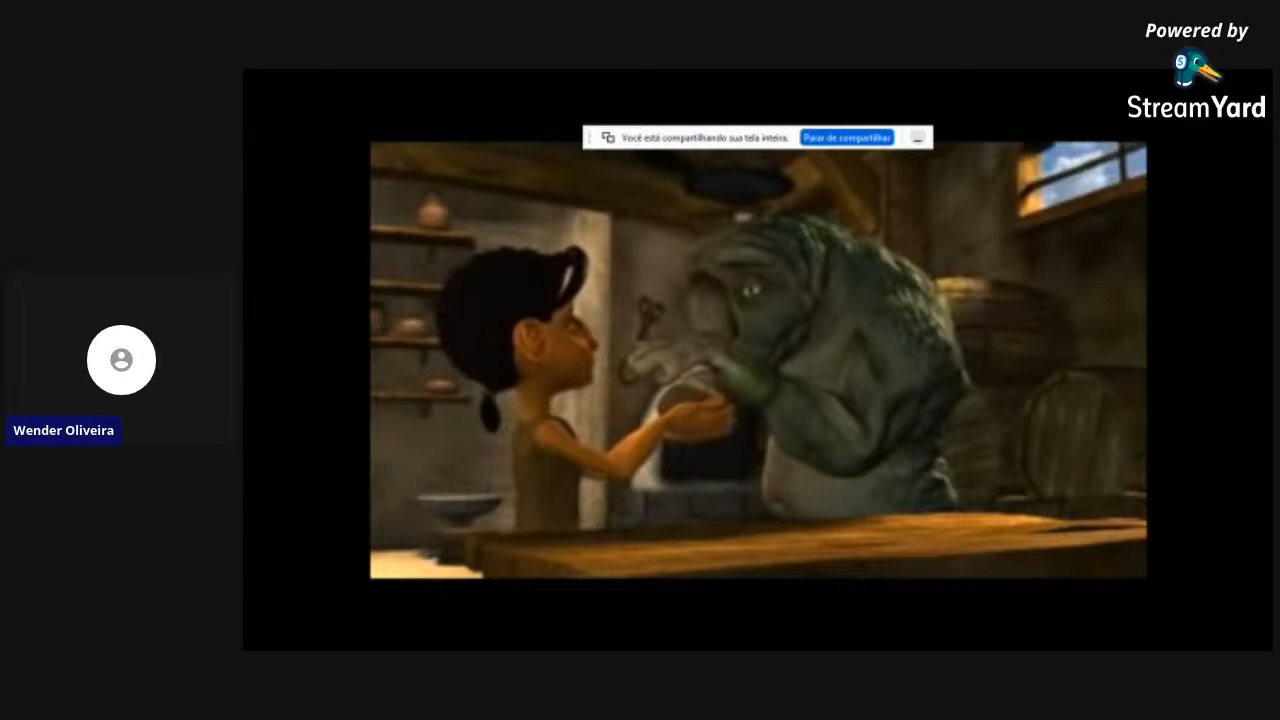 Powered by
StreamYard
Você está compartilhando sua tela inteira. Parar de compartilhar
Wender Oliveira